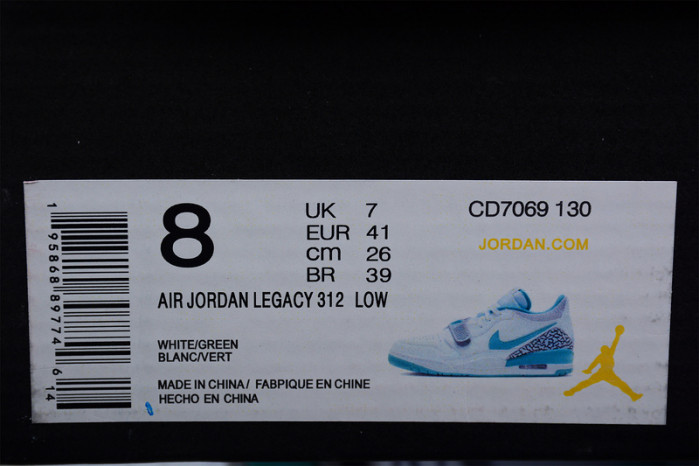 1 95868 89774 6 14
8
UK 7
EUR 41
cm 26
BR 39
CD7069 130
JORDAN.COM
AIR JORDAN LEGACY 312 LOW
WHITE/GREEN
BLANC/VERT
MADE IN CHINA/ FABPIQUE EN CHINE
HECHO EN CHINA